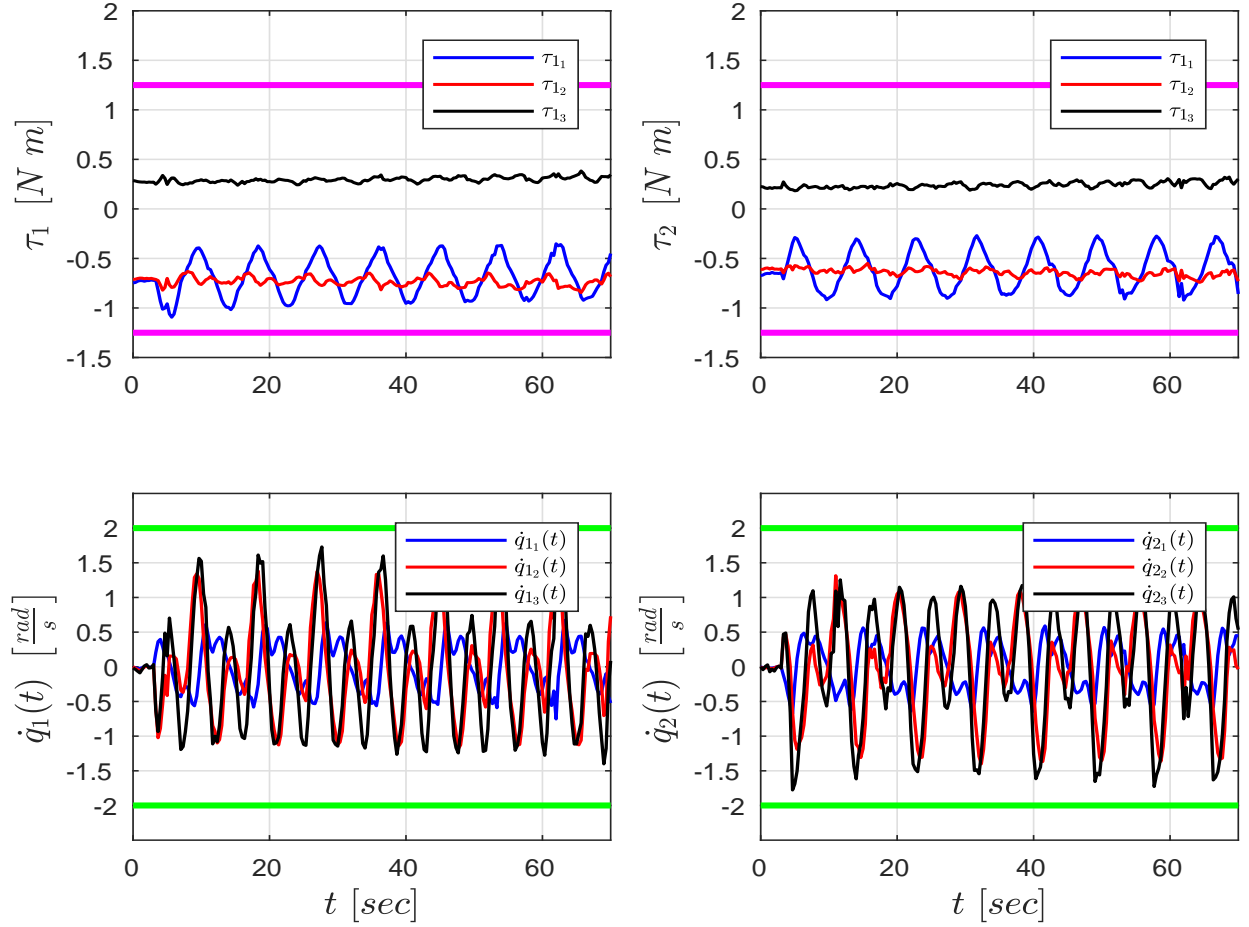 2
1.5
1
0.5
0
-0.5
-1
-1.5
0 20 40 60
τ₁ [N m]
τ₁₁
τ₁₂
τ₁₃
2
1.5
1
0.5
0
-0.5
-1
-1.5
0 20 40 60
τ₂ [N m]
τ₁₁
τ₁₂
τ₁₃
2
1.5
1
0.5
0
-0.5
-1
-1.5
-2
0 20 40 60
q̇₁(t) [rad/s]
t [sec]
q̇₁₁(t)
q̇₁₂(t)
q̇₁₃(t)
2
1.5
1
0.5
0
-0.5
-1
-1.5
-2
0 20 40 60
q̇₂(t) [rad/s]
t [sec]
q̇₂₁(t)
q̇₂₂(t)
q̇₂₃(t)